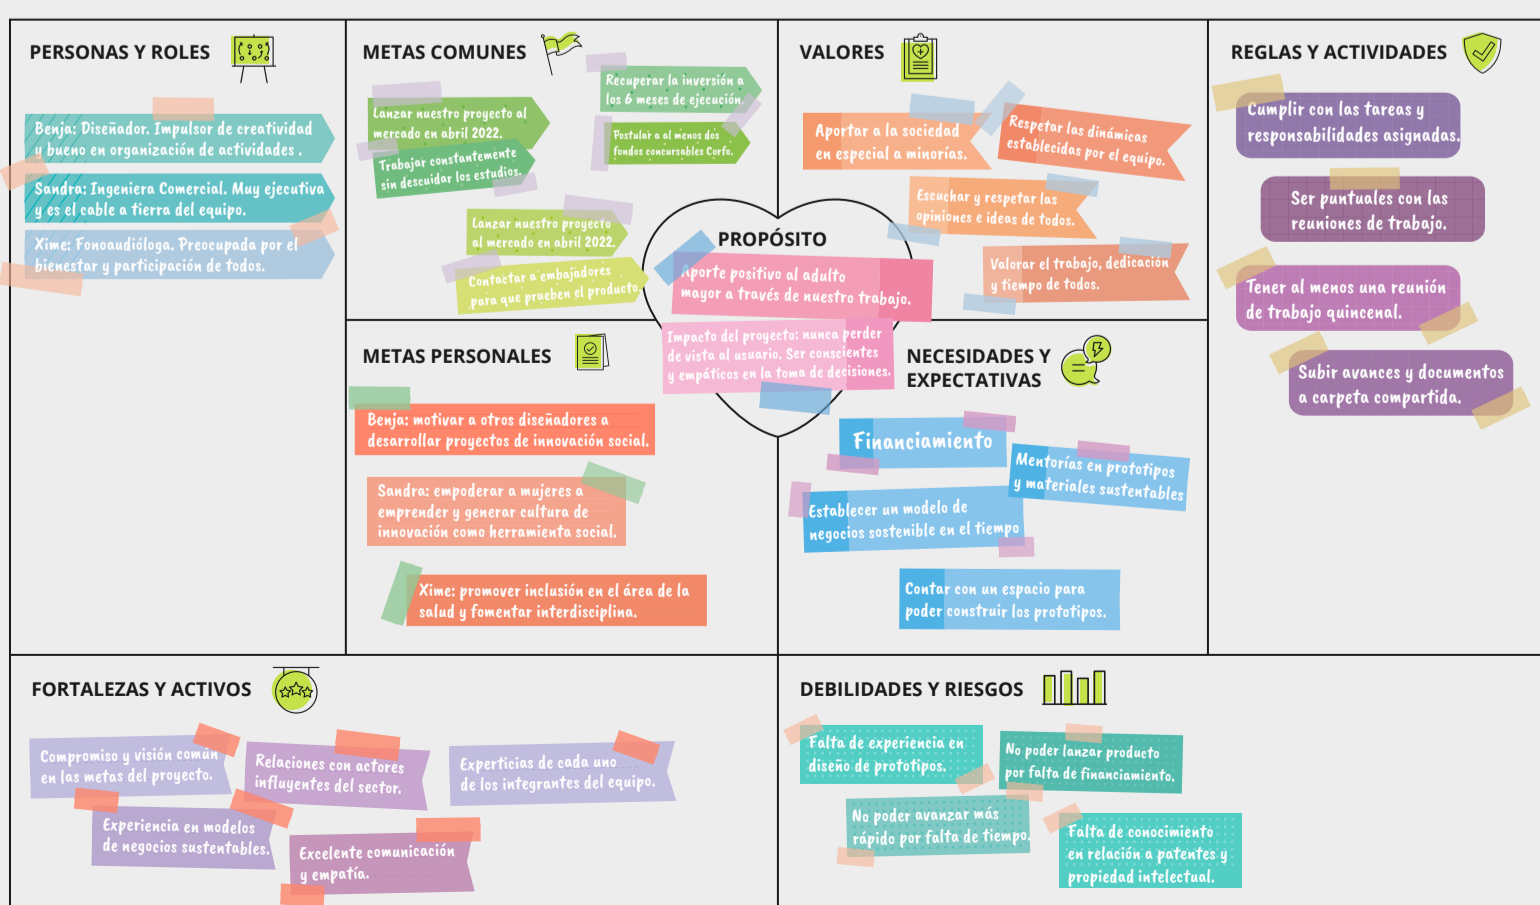 PERSONAS Y ROLES
Benja: Diseñador. Impulsor de creatividad
y bueno en organización de actividades .
Sandra: Ingeniera Comercial. Muy ejecutiva
y es el cable a tierra del equipo.
Xime: Fonoaudióloga. Preocupada por el
bienestar y participación de todos.
METAS COMUNES
Lanzar nuestro proyecto al
mercado en abril 2022.
Trabajar constantemente
sin descuidar los estudios.
Recuperar la inversión a
los 6 meses de ejecución.
Postular a al menos dos
fondos concursables Corfo.
Lanzar nuestro proyecto
al mercado en abril 2022.
Contactar a embajadores
para que prueben el producto.
VALORES
Aportar a la sociedad
en especial a minorías.
Respetar las dinámicas
establecidas por el equipo.
Escuchar y respetar las
opiniones e ideas de todos.
Valorar el trabajo, dedicación
y tiempo de todos.
REGLAS Y ACTIVIDADES
Cumplir con las tareas y
responsabilidades asignadas.
Ser puntuales con las
reuniones de trabajo.
Tener al menos una reunión
de trabajo quincenal.
Subir avances y documentos
a carpeta compartida.
PROPÓSITO
Aporte positivo al adulto
mayor a través de nuestro trabajo.
Impacto del proyecto: nunca perder
de vista al usuario. Ser conscientes
y empáticos en la toma de decisiones.
METAS PERSONALES
Benja: motivar a otros diseñadores a
desarrollar proyectos de innovación social.
Sandra: empoderar a mujeres a
emprender y generar cultura de
innovación como herramienta social.
Xime: promover inclusión en el área de la
salud y fomentar interdisciplina.
NECESIDADES Y
EXPECTATIVAS
Financiamiento
Mentorías en prototipos
y materiales sustentables
Establecer un modelo de
negocios sostenible en el tiempo
Contar con un espacio para
poder construir los prototipos.
FORTALEZAS Y ACTIVOS
Compromiso y visión común
en las metas del proyecto.
Relaciones con actores
influyentes del sector.
Experticias de cada uno
de los integrantes del equipo.
Experiencia en modelos
de negocios sustentables.
Excelente comunicación
y empatía.
DEBILIDADES Y RIESGOS
Falta de experiencia en
diseño de prototipos.
No poder lanzar producto
por falta de financiamiento.
No poder avanzar más
rápido por falta de tiempo.
Falta de conocimiento
en relación a patentes y
propiedad intelectual.